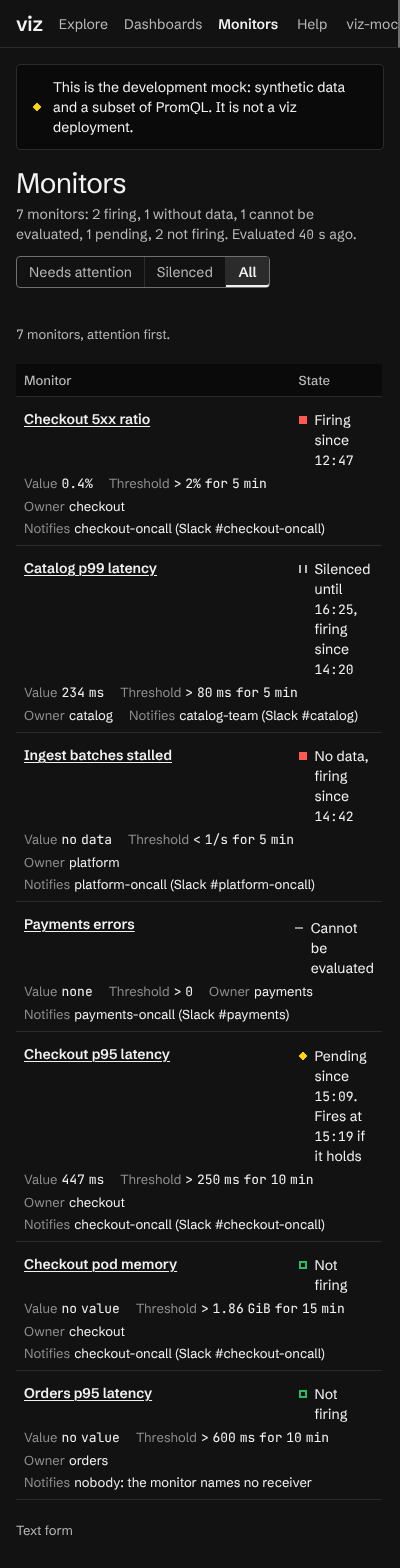 viz Explore Dashboards Monitors Help viz-moc
This is the development mock: synthetic data
and a subset of PromQL. It is not a viz
deployment.
Monitors
7 monitors: 2 firing, 1 without data, 1 cannot be
evaluated, 1 pending, 2 not firing. Evaluated 40 s ago.
Needs attention Silenced All
7 monitors, attention first.
Monitor State
Checkout 5xx ratio Firing
since
12:47
Value 0.4% Threshold > 2% for 5 min
Owner checkout
Notifies checkout-oncall (Slack #checkout-oncall)
Catalog p99 latency Silenced
until
16:25,
firing
since
14:20
Value 234 ms Threshold > 80 ms for 5 min
Owner catalog Notifies catalog-team (Slack #catalog)
Ingest batches stalled No data,
firing
since
14:42
Value no data Threshold < 1/s for 5 min
Owner platform
Notifies platform-oncall (Slack #platform-oncall)
Payments errors Cannot
be
evaluated
Value none Threshold > 0 Owner payments
Notifies payments-oncall (Slack #payments)
Checkout p95 latency Pending
since
15:09.
Fires at
15:19 if
it holds
Value 447 ms Threshold > 250 ms for 10 min
Owner checkout
Notifies checkout-oncall (Slack #checkout-oncall)
Checkout pod memory Not
firing
Value no value Threshold > 1.86 GiB for 15 min
Owner checkout
Notifies checkout-oncall (Slack #checkout-oncall)
Orders p95 latency Not
firing
Value no value Threshold > 600 ms for 10 min
Owner orders
Notifies nobody: the monitor names no receiver
Text form